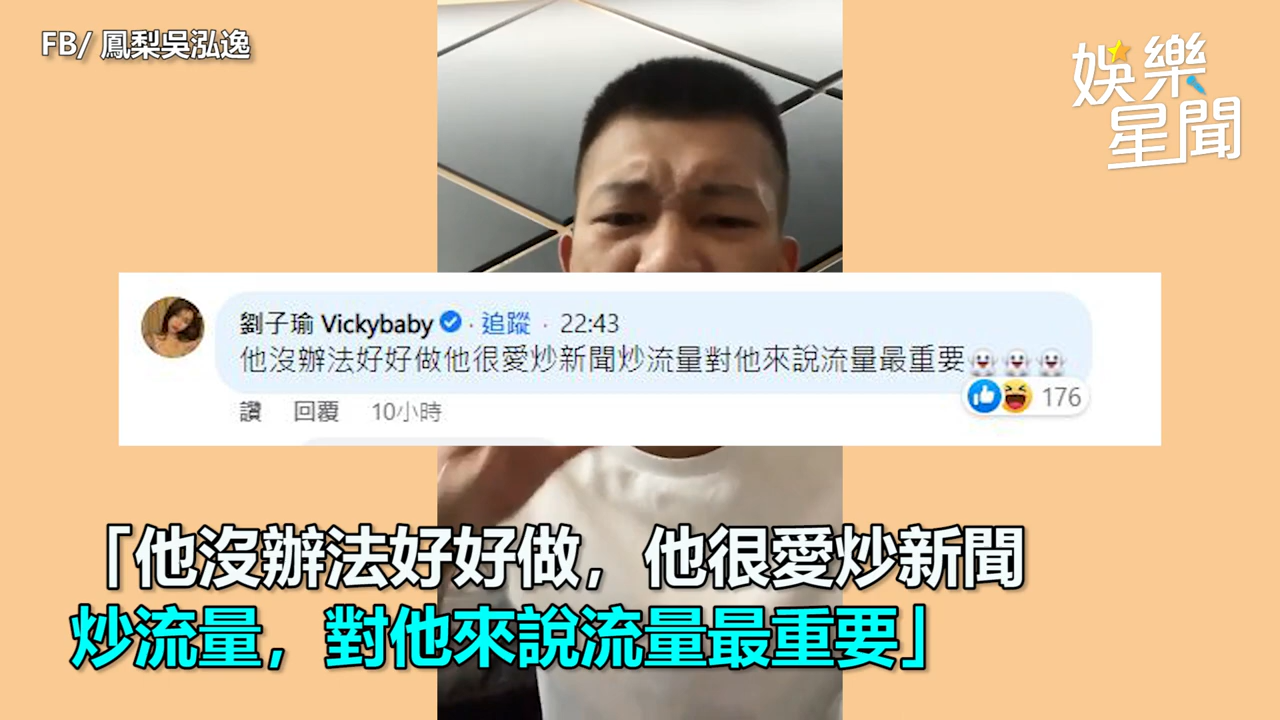 FB/ 鳳梨吳泓逸
娛樂
星聞
劉子瑜 Vickybaby · 追蹤 · 22:43
他沒辦法好好做他很愛炒新聞炒流量對他來說流量最重要👻👻👻
176
讚 回覆 10小時
「他沒辦法好好做，他很愛炒新聞
炒流量，對他來說流量最重要」